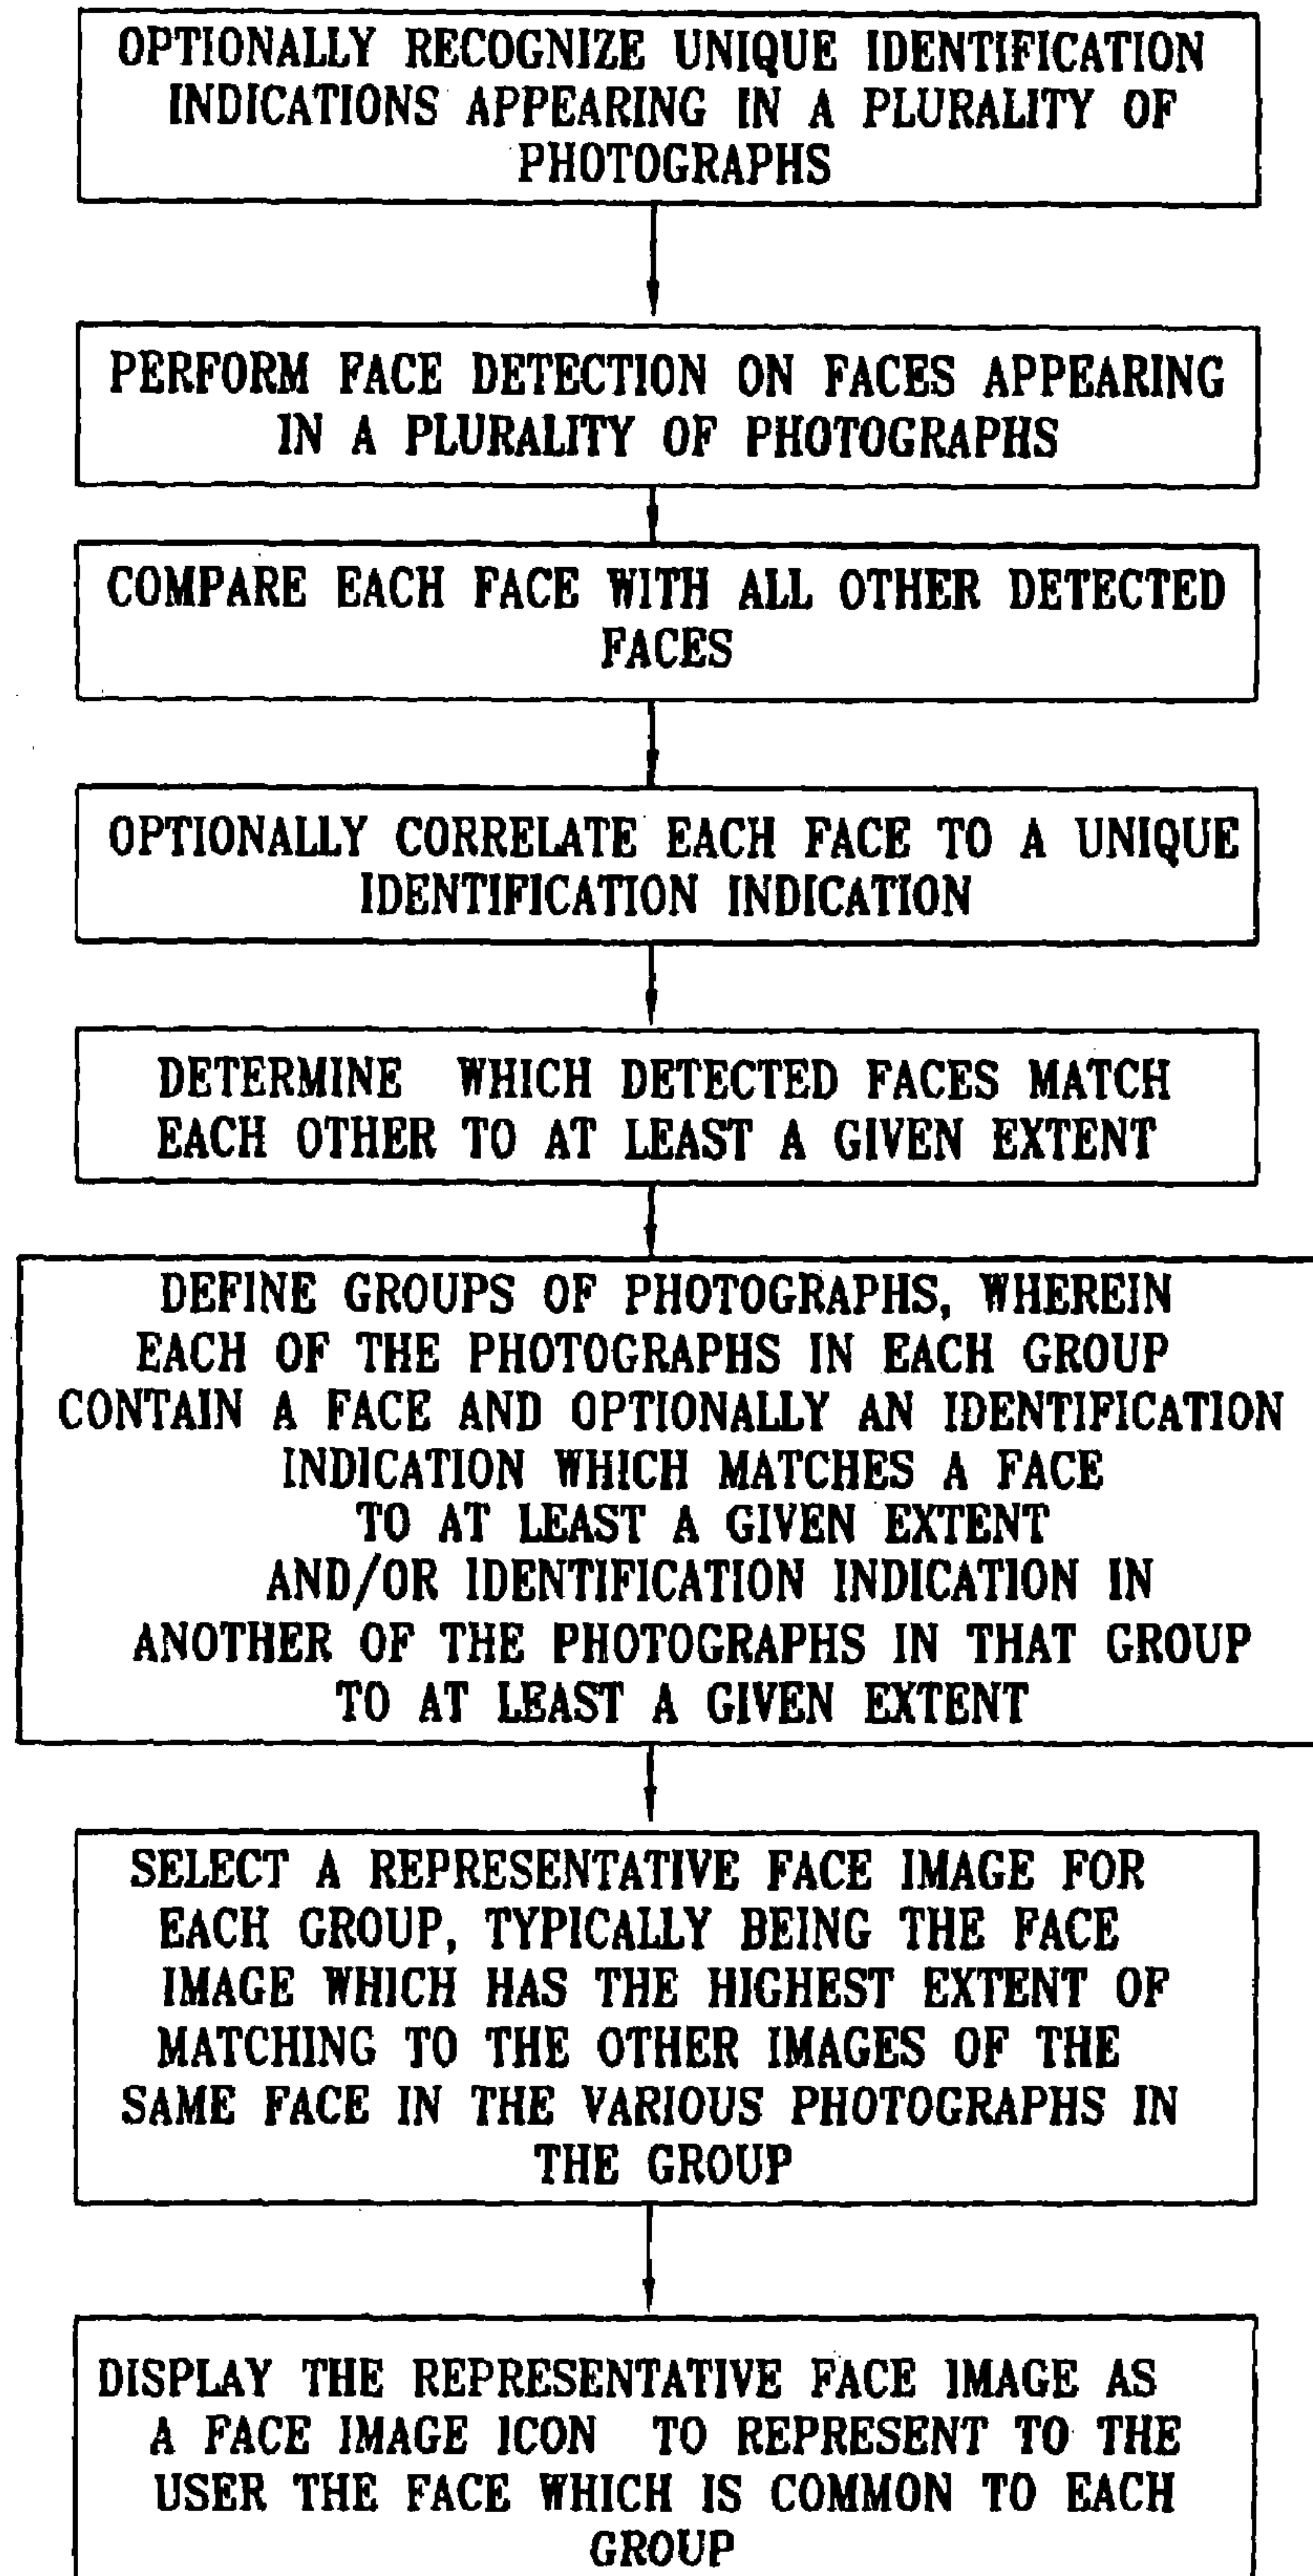 OPTIONALLY RECOGNIZE UNIQUE IDENTIFICATION
INDICATIONS APPEARING IN A PLURALITY OF
PHOTOGRAPHS
PERFORM FACE DETECTION ON FACES APPEARING
IN A PLURALITY OF PHOTOGRAPHS
COMPARE EACH FACE WITH ALL OTHER DETECTED
FACES
OPTIONALLY CORRELATE EACH FACE TO A UNIQUE
IDENTIFICATION INDICATION
DETERMINE WHICH DETECTED FACES MATCH
EACH OTHER TO AT LEAST A GIVEN EXTENT
DEFINE GROUPS OF PHOTOGRAPHS, WHEREIN
EACH OF THE PHOTOGRAPHS IN EACH GROUP
CONTAIN A FACE AND OPTIONALLY AN IDENTIFICATION
INDICATION WHICH MATCHES A FACE
TO AT LEAST A GIVEN EXTENT
AND/OR IDENTIFICATION INDICATION IN
ANOTHER OF THE PHOTOGRAPHS IN THAT GROUP
TO AT LEAST A GIVEN EXTENT
SELECT A REPRESENTATIVE FACE IMAGE FOR
EACH GROUP, TYPICALLY BEING THE FACE
IMAGE WHICH HAS THE HIGHEST EXTENT OF
MATCHING TO THE OTHER IMAGES OF THE
SAME FACE IN THE VARIOUS PHOTOGRAPHS IN
THE GROUP
DISPLAY THE REPRESENTATIVE FACE IMAGE AS
A FACE IMAGE ICON TO REPRESENT TO THE
USER THE FACE WHICH IS COMMON TO EACH
GROUP